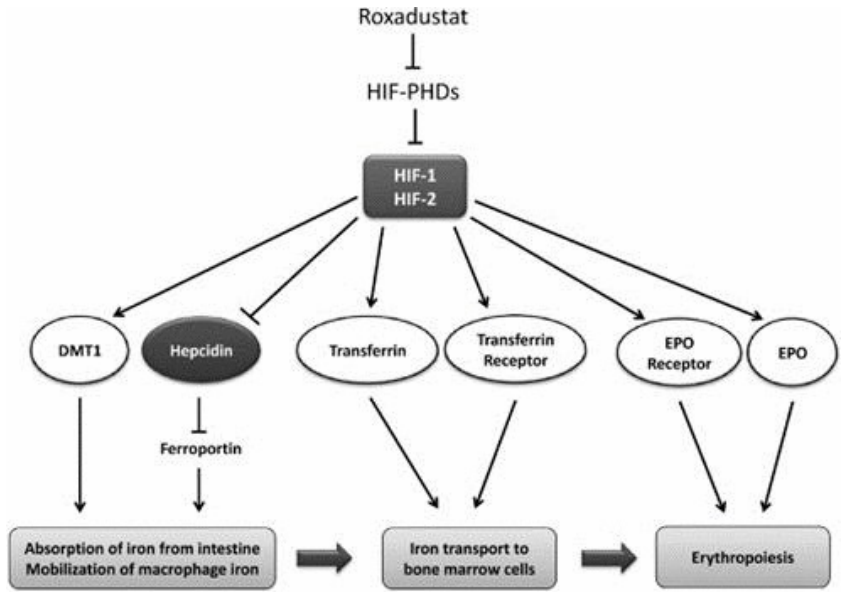 Roxadustat
HIF-PHDs
HIF-1
HIF-2
DMT1
Hepcidin
Transferrin
Transferrin
Receptor
EPO
Receptor
EPO
Ferroportin
Absorption of iron from intestine
Mobilization of macrophage iron
Iron transport to
bone marrow cells
Erythropoiesis